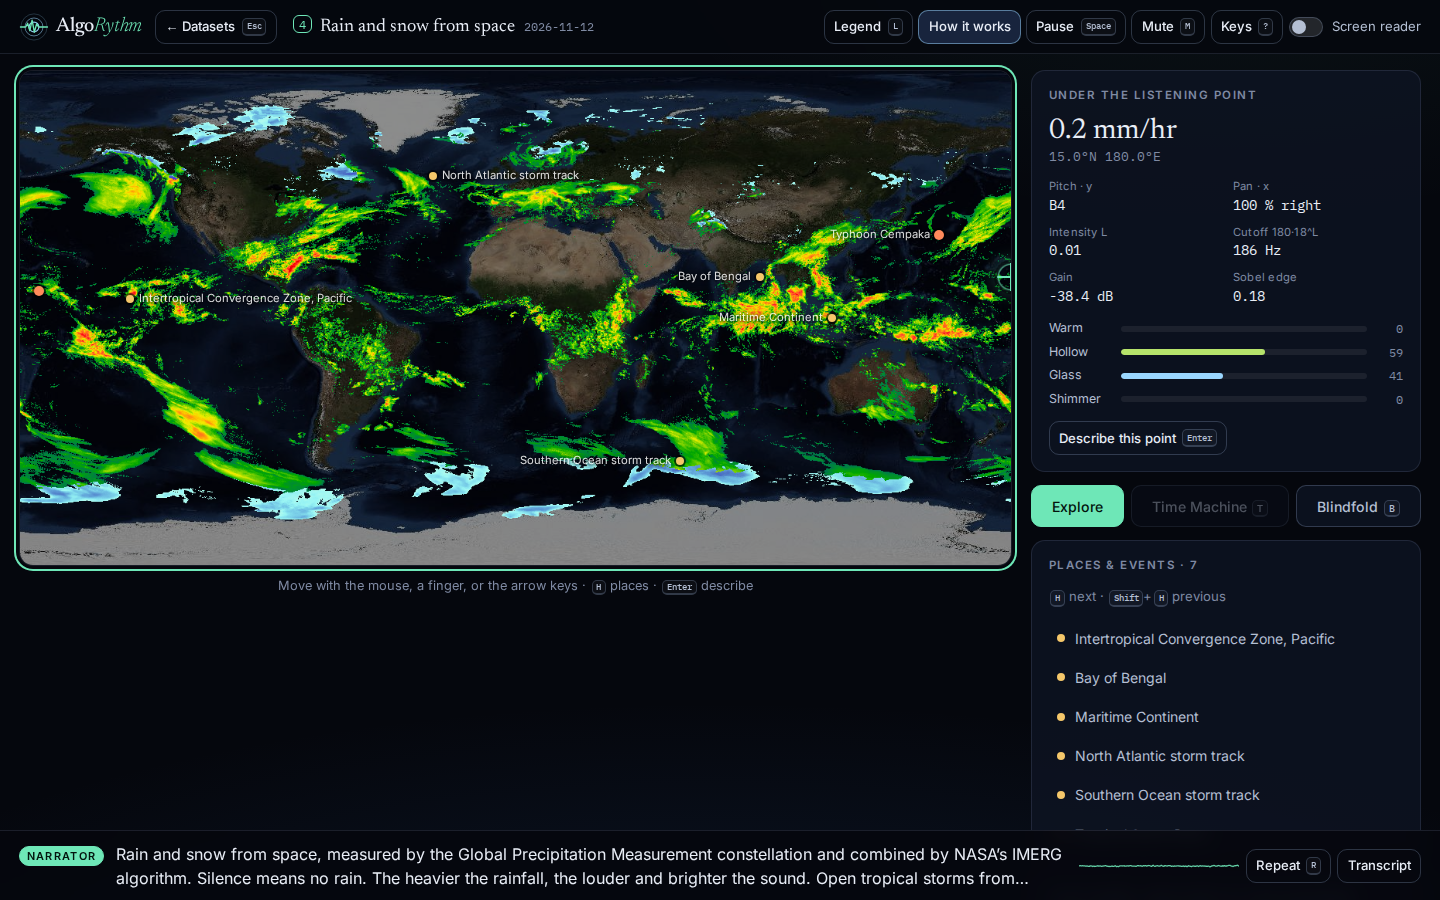 AlgoRythm
← Datasets Esc
4 Rain and snow from space 2026-11-12
Legend L
How it works
Pause Space
Mute M
Keys ?
Screen reader
North Atlantic storm track
Typhoon Cempaka
Bay of Bengal
Intertropical Convergence Zone, Pacific
Maritime Continent
Southern Ocean storm track
Move with the mouse, a finger, or the arrow keys · H places · Enter describe
UNDER THE LISTENING POINT
0.2 mm/hr
15.0°N 180.0°E
Pitch · y Pan · x
B4 100 % right
Intensity L Cutoff 180·18^L
0.01 186 Hz
Gain Sobel edge
-38.4 dB 0.18
Warm 0
Hollow 59
Glass 41
Shimmer 0
Describe this point Enter
Explore
Time Machine T
Blindfold B
PLACES & EVENTS · 7
H next · Shift+ H previous
Intertropical Convergence Zone, Pacific
Bay of Bengal
Maritime Continent
North Atlantic storm track
Southern Ocean storm track
NARRATOR
Rain and snow from space, measured by the Global Precipitation Measurement constellation and combined by NASA's IMERG
algorithm. Silence means no rain. The heavier the rainfall, the louder and brighter the sound. Open tropical storms from...
Repeat R
Transcript